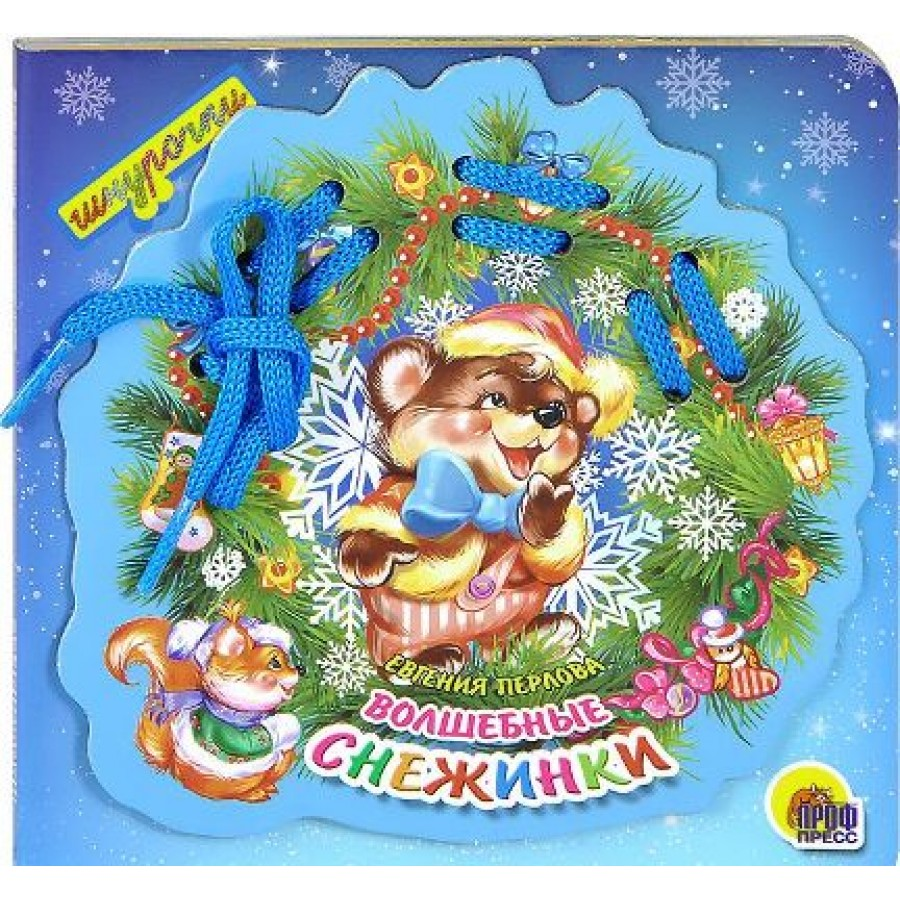 шнурочки
ЕВГЕНИЯ ПЕРЛОВА
ВОЛШЕБНЫЕ
СНЕЖИНКИ
ПРОФ
ПРЕСС